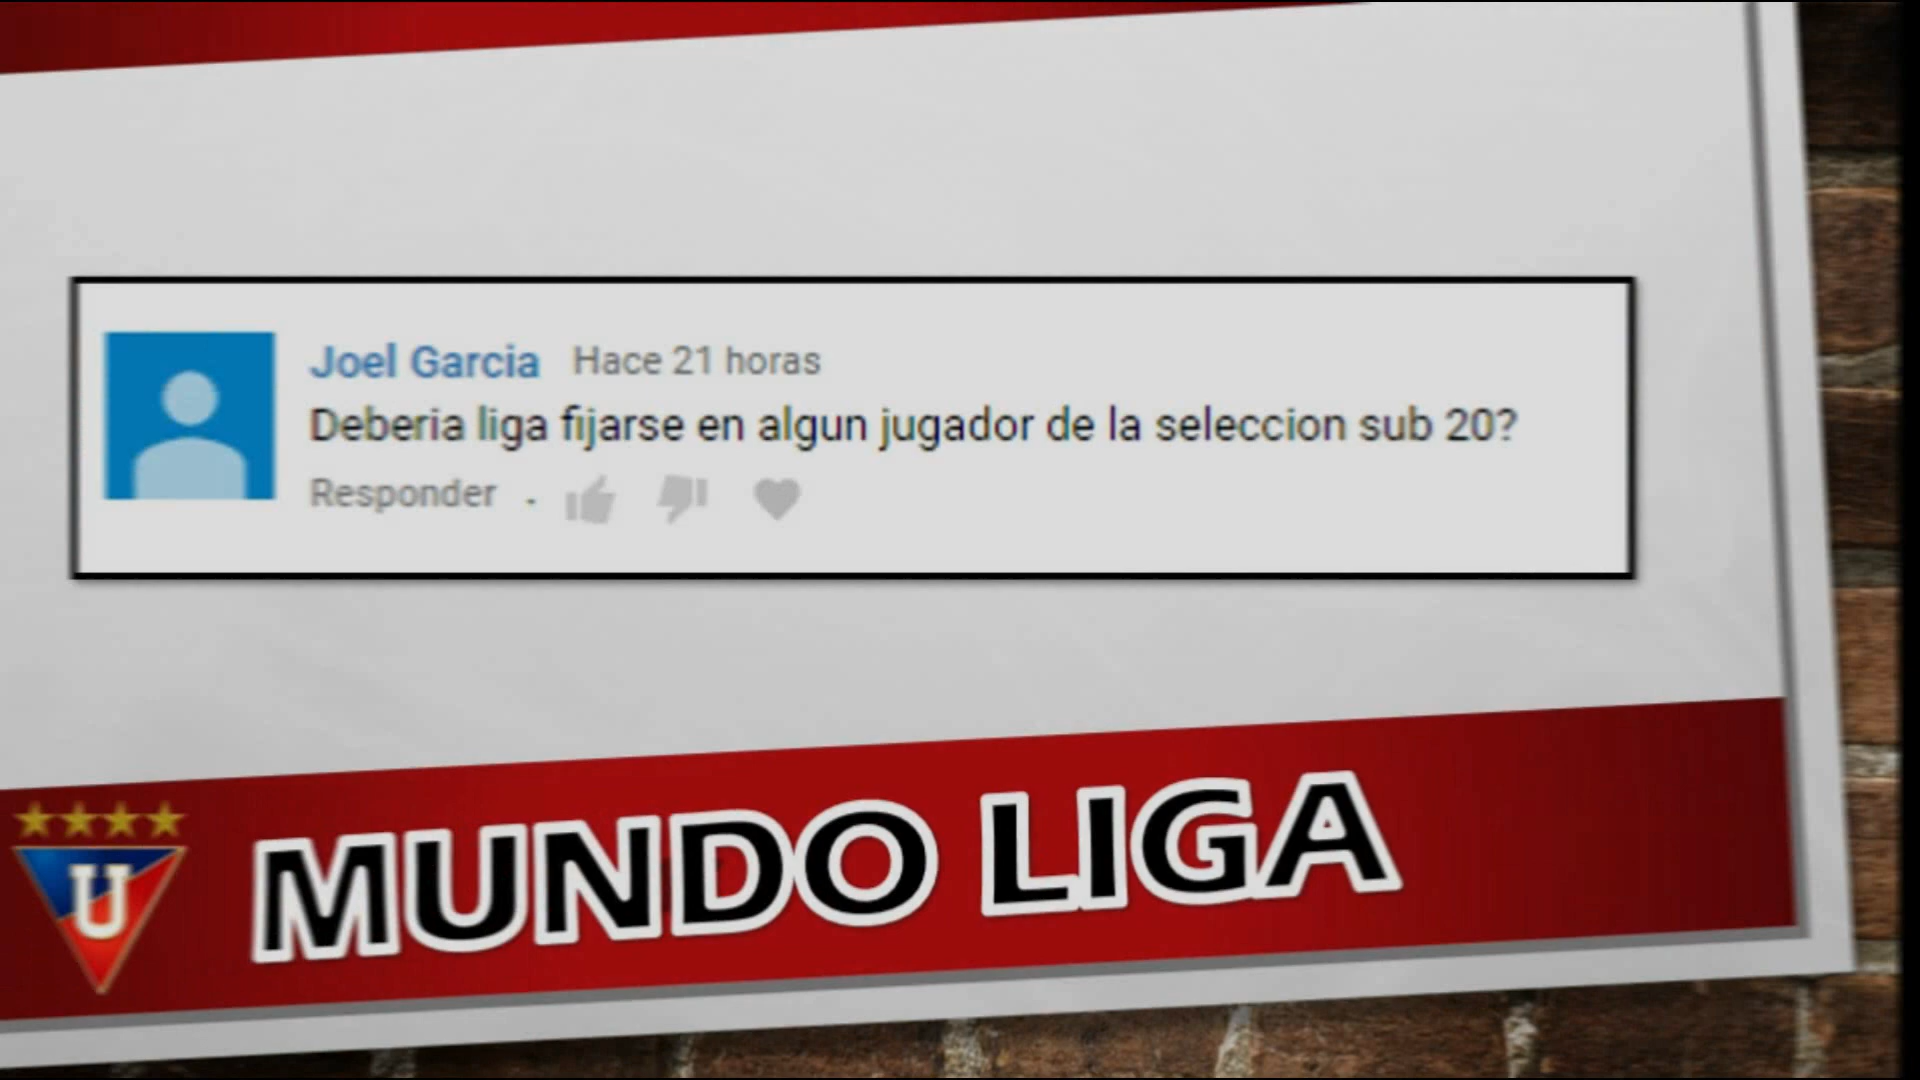 Joel Garcia Hace 21 horas
Deberia liga fijarse en algun jugador de la seleccion sub 20?
Responder .
U
MUNDO LIGA